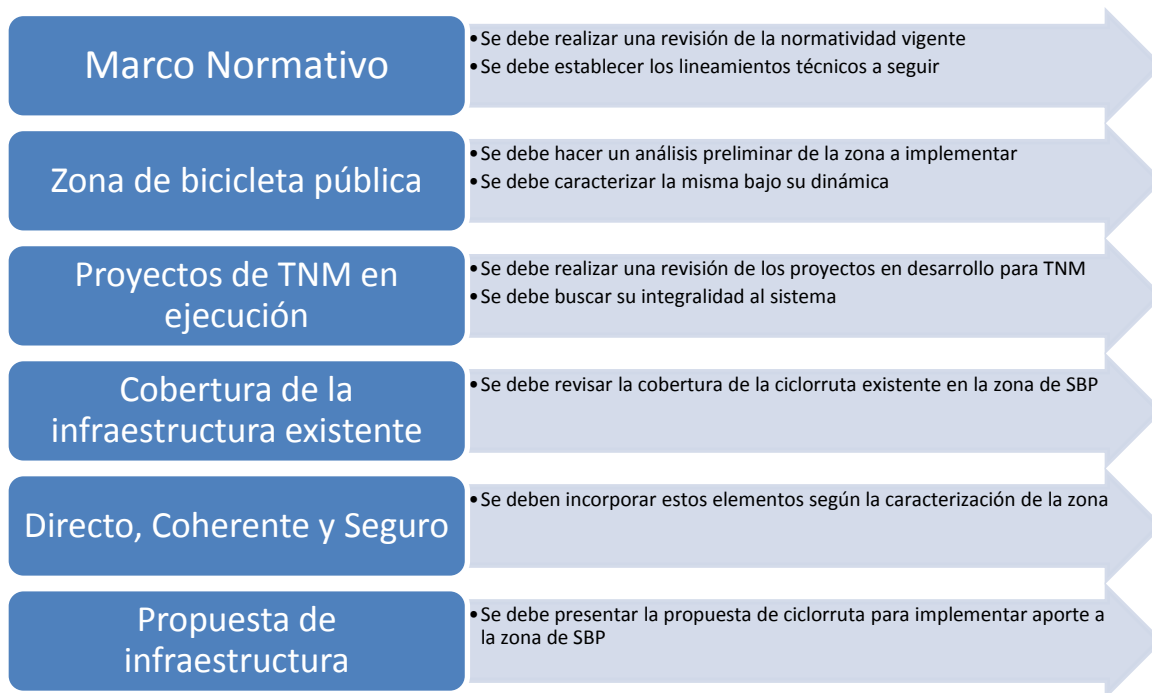 Marco Normativo
•Se debe realizar una revisión de la normatividad vigente
•Se debe establecer los lineamientos técnicos a seguir
Zona de bicicleta pública
•Se debe hacer un análisis preliminar de la zona a implementar
•Se debe caracterizar la misma bajo su dinámica
Proyectos de TNM en
ejecución
•Se debe realizar una revisión de los proyectos en desarrollo para TNM
•Se debe buscar su integralidad al sistema
Cobertura de la
infraestructura existente
•Se debe revisar la cobertura de la ciclorruta existente en la zona de SBP
Directo, Coherente y Seguro
•Se deben incorporar estos elementos según la caracterización de la zona
Propuesta de
infraestructura
•Se debe presentar la propuesta de ciclorruta para implementar aporte a
la zona de SBP